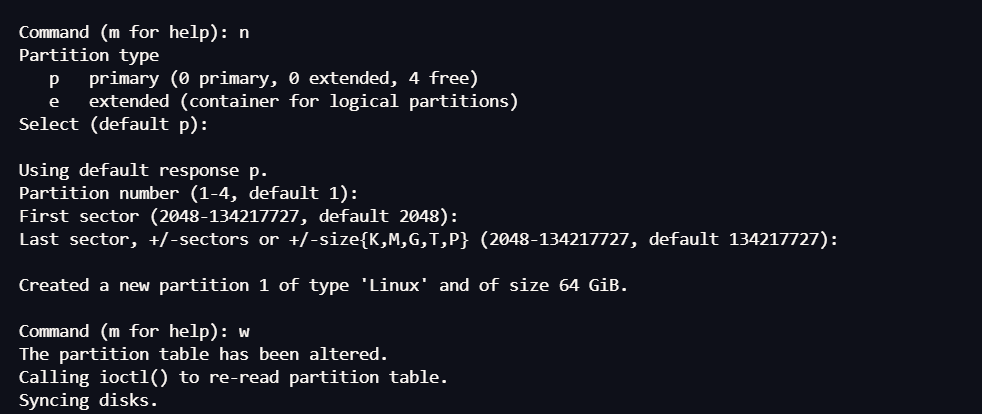 Command (m for help): n
Partition type
   p   primary (0 primary, 0 extended, 4 free)
   e   extended (container for logical partitions)
Select (default p):
Using default response p.
Partition number (1-4, default 1):
First sector (2048-134217727, default 2048):
Last sector, +/-sectors or +/-size{K,M,G,T,P} (2048-134217727, default 134217727):
Created a new partition 1 of type 'Linux' and of size 64 GiB.
Command (m for help): w
The partition table has been altered.
Calling ioctl() to re-read partition table.
Syncing disks.